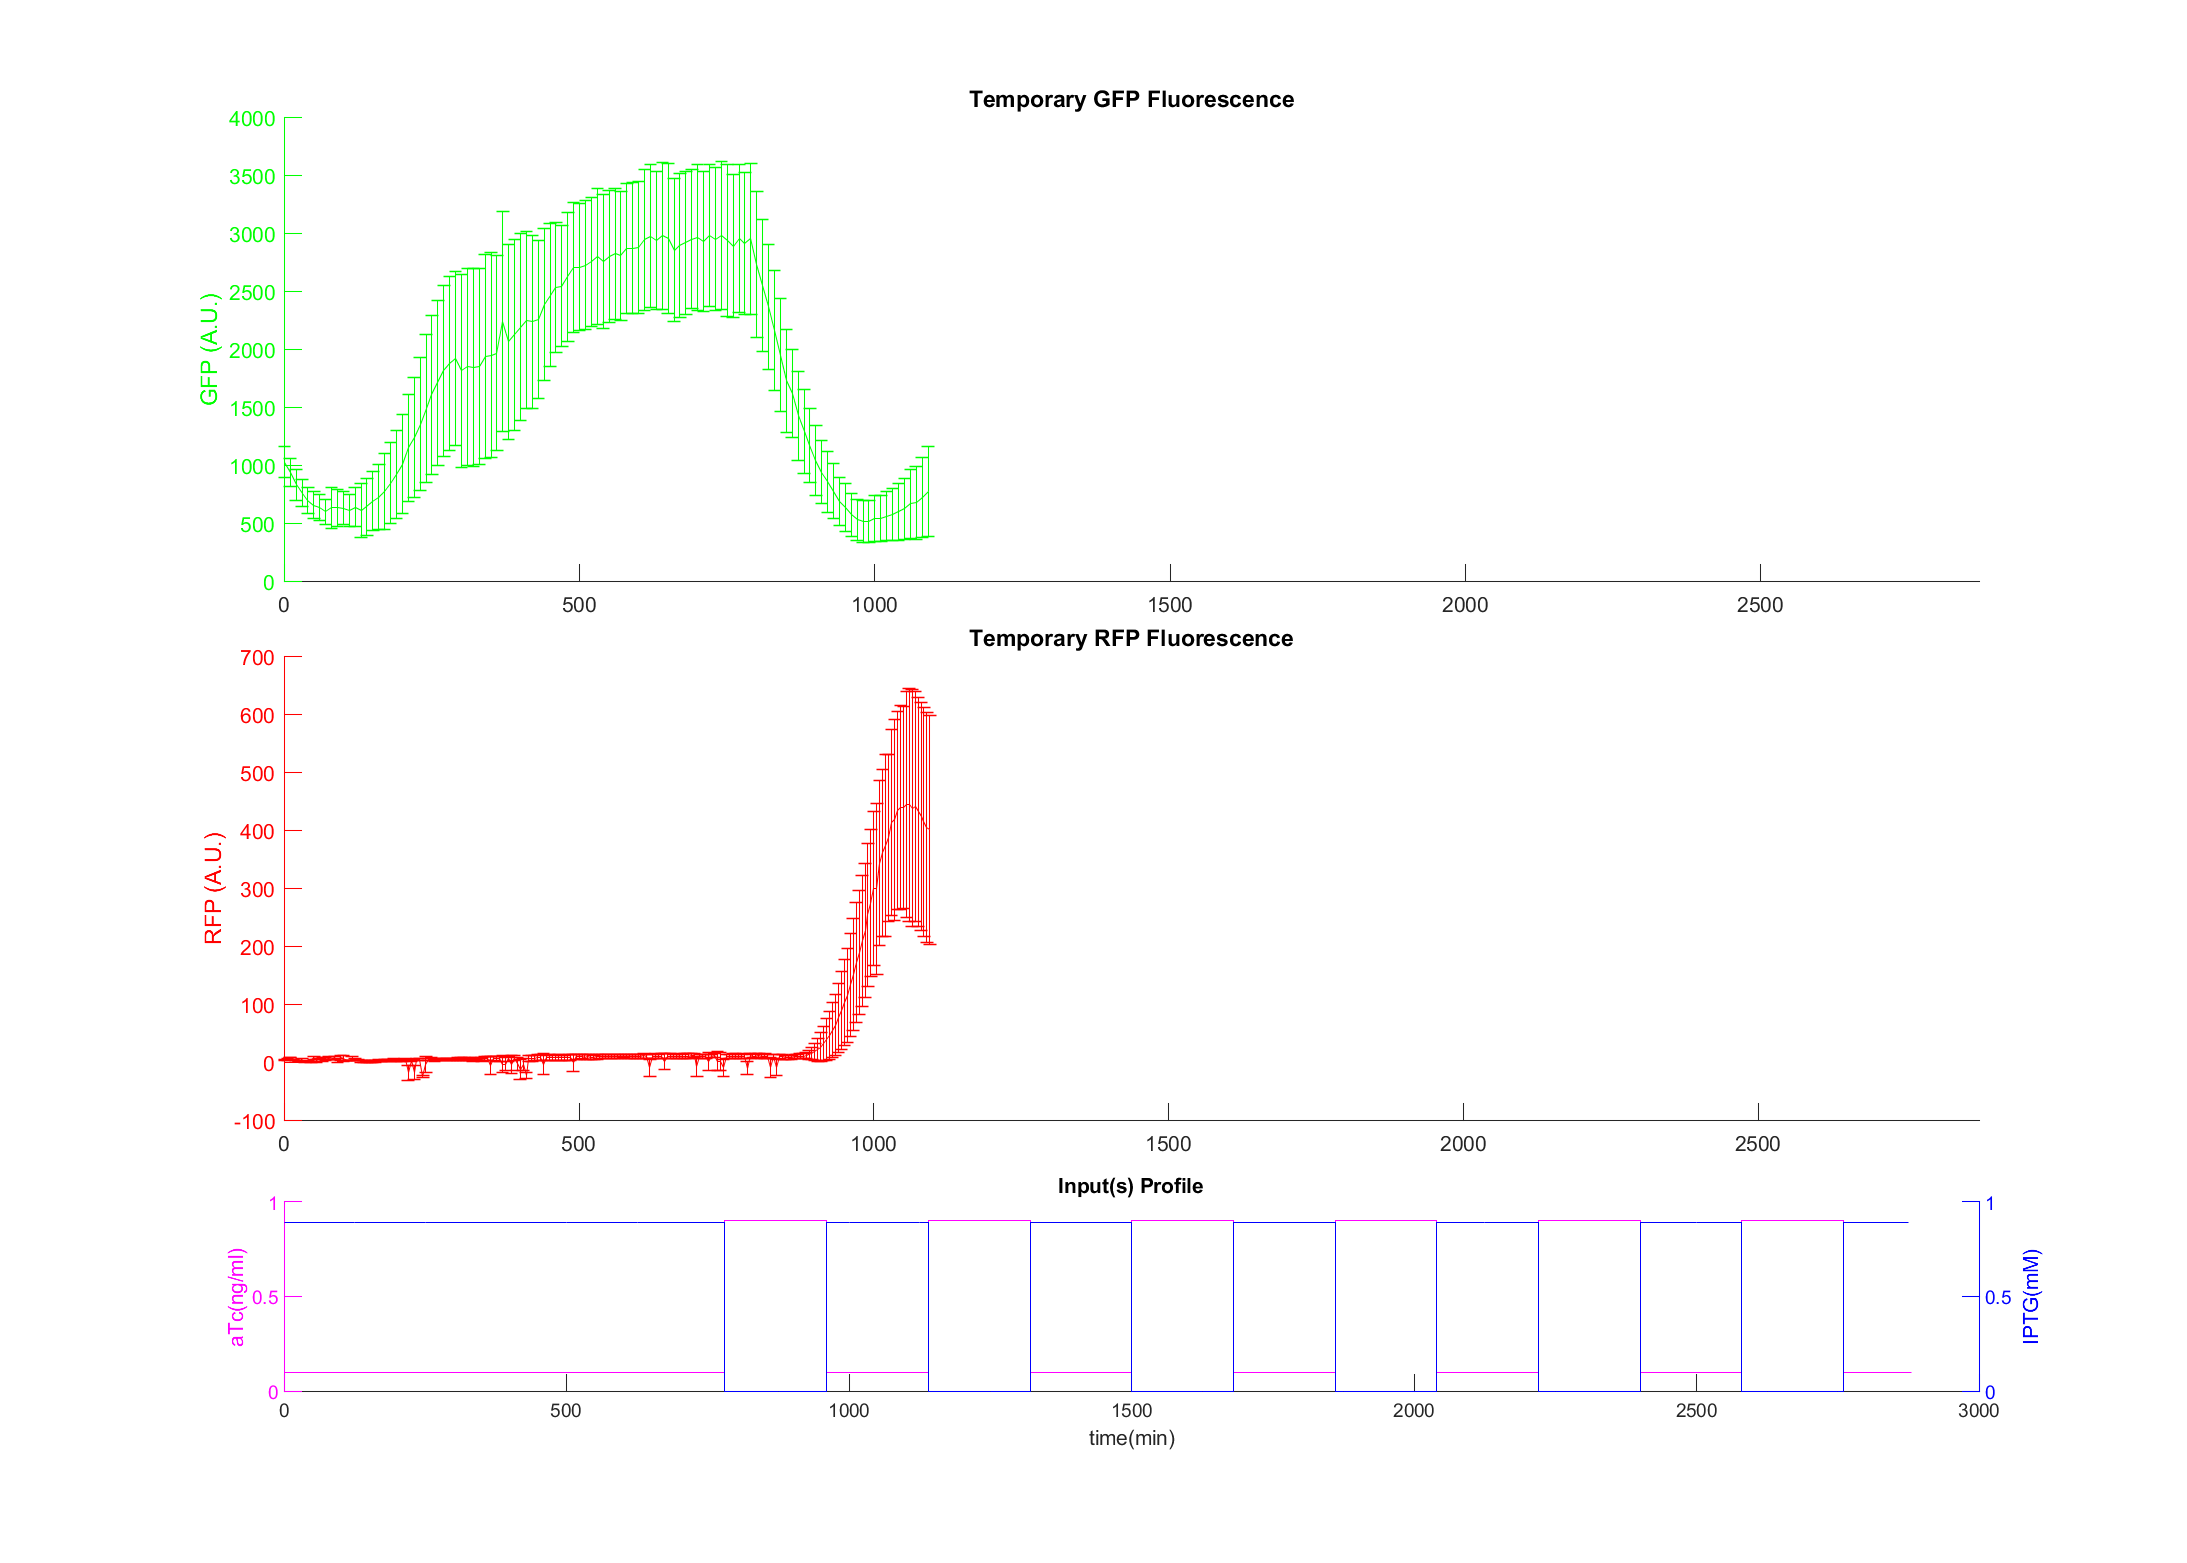 Temporary GFP Fluorescence
4000
3500
3000
2500
2000
1500
1000
500
0
GFP (A.U.)
0 500 1000 1500 2000 2500
Temporary RFP Fluorescence
700
600
500
400
300
200
100
0
-100
RFP (A.U.)
0 500 1000 1500 2000 2500
Input(s) Profile
1
0.5
0
aTc(ng/ml)
1
0.5
0
IPTG(mM)
0 500 1000 1500 2000 2500 3000
time(min)